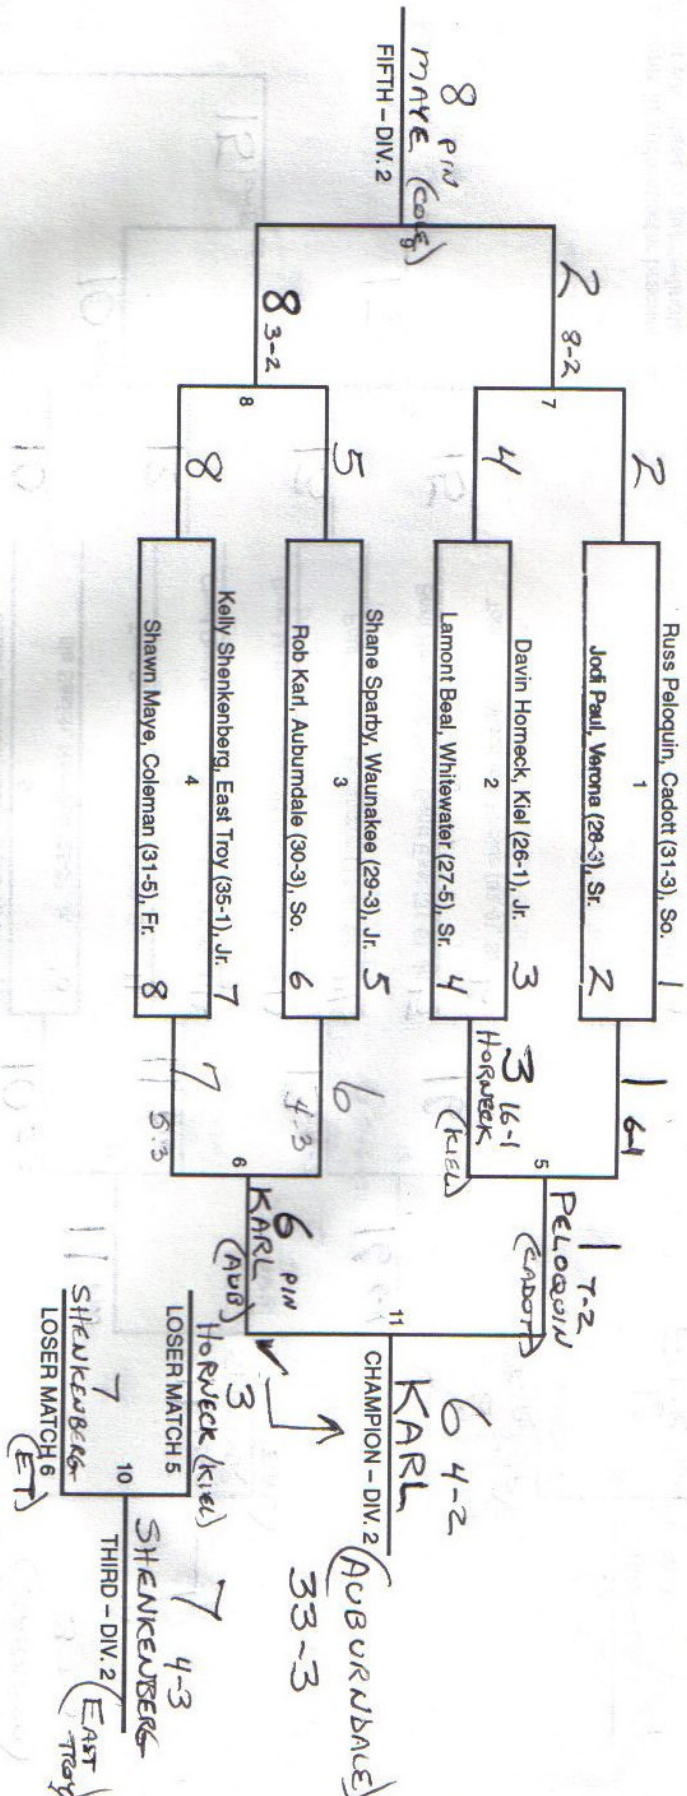 Russ Peloquin, Cadott (31-3), So. 1
1
Jodi Paul, Verona (28-3), Sr. 2
Davin Horneck, Kiel (26-1), Jr. 3
2
Lamont Beal, Whitewater (27-5), Sr. 4
Shane Sparby, Waunakee (29-3), Jr. 5
3
Rob Karl, Auburndale (30-3), So. 6
Kelly Shenkenberg, East Troy (35-1), Jr. 7
4
Shawn Maye, Coleman (31-5), Fr. 8
2
4
5
8
7
2 8-2
8
8 3-2
9
8 PIN
MAYE (COLE)
FIFTH – DIV. 2
1 6-1
3 16-1
HORNECK
(KIEL)
6
4-3
7
5-3
5
1 7-2
PELOQUIN
(CADOTT)
6
6 PIN
KARL
(AUB)
11
6 4-2
KARL
CHAMPION – DIV. 2
(AUBURNDALE)
33-3
3
HORNECK (KIEL)
LOSER MATCH 5
7
SHENKENBERG
LOSER MATCH 6
(ET)
10
7 4-3
SHENKENBERG
THIRD – DIV. 2
(EAST
TROY)